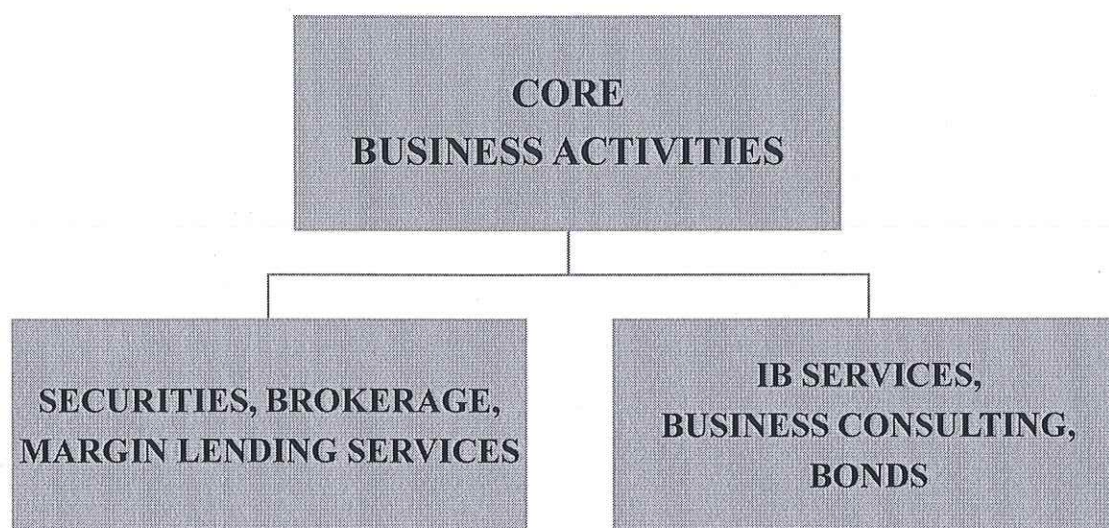 CORE
BUSINESS ACTIVITIES
SECURITIES, BROKERAGE,
MARGIN LENDING SERVICES
IB SERVICES,
BUSINESS CONSULTING,
BONDS